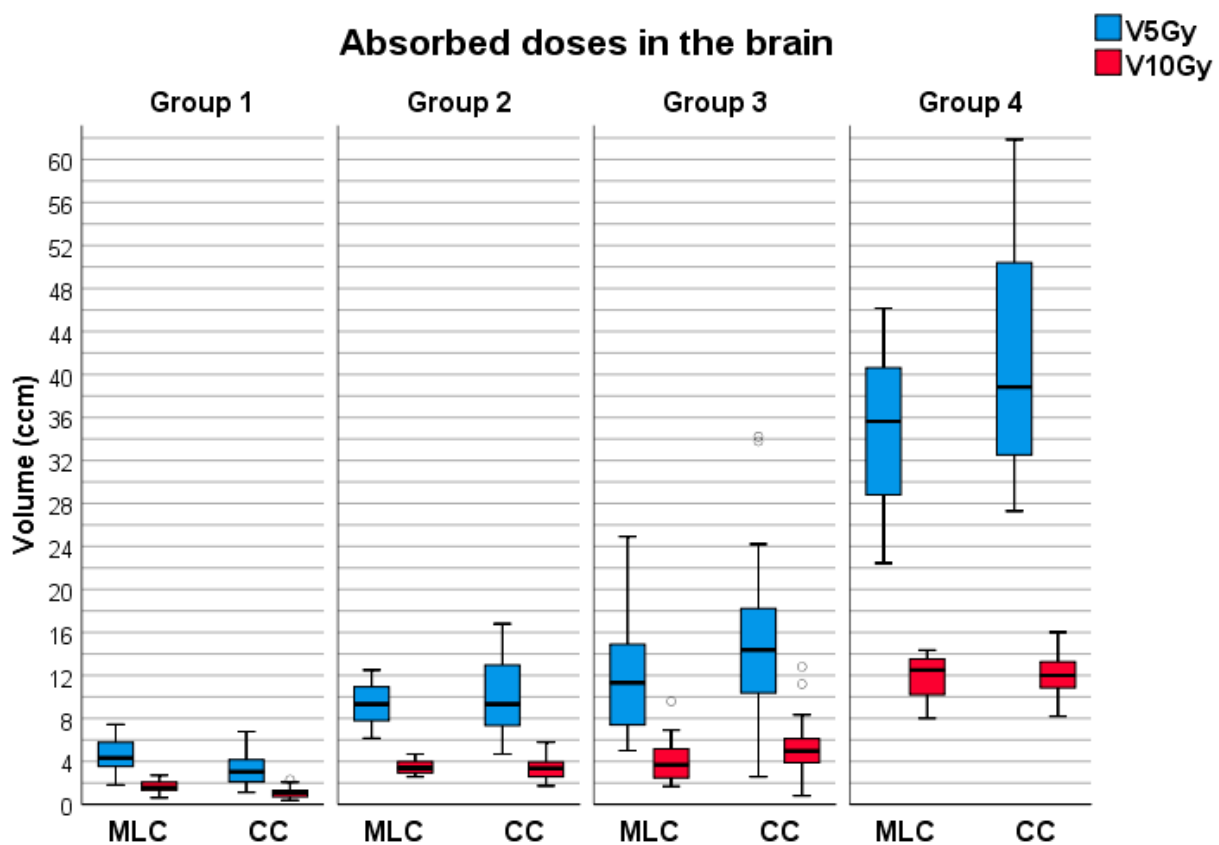 Absorbed doses in the brain
V5Gy
V10Gy
Group 1 Group 2 Group 3 Group 4
Volume (ccm)
60
56
52
48
44
40
36
32
28
24
20
16
12
8
4
0
MLC CC MLC CC MLC CC MLC CC